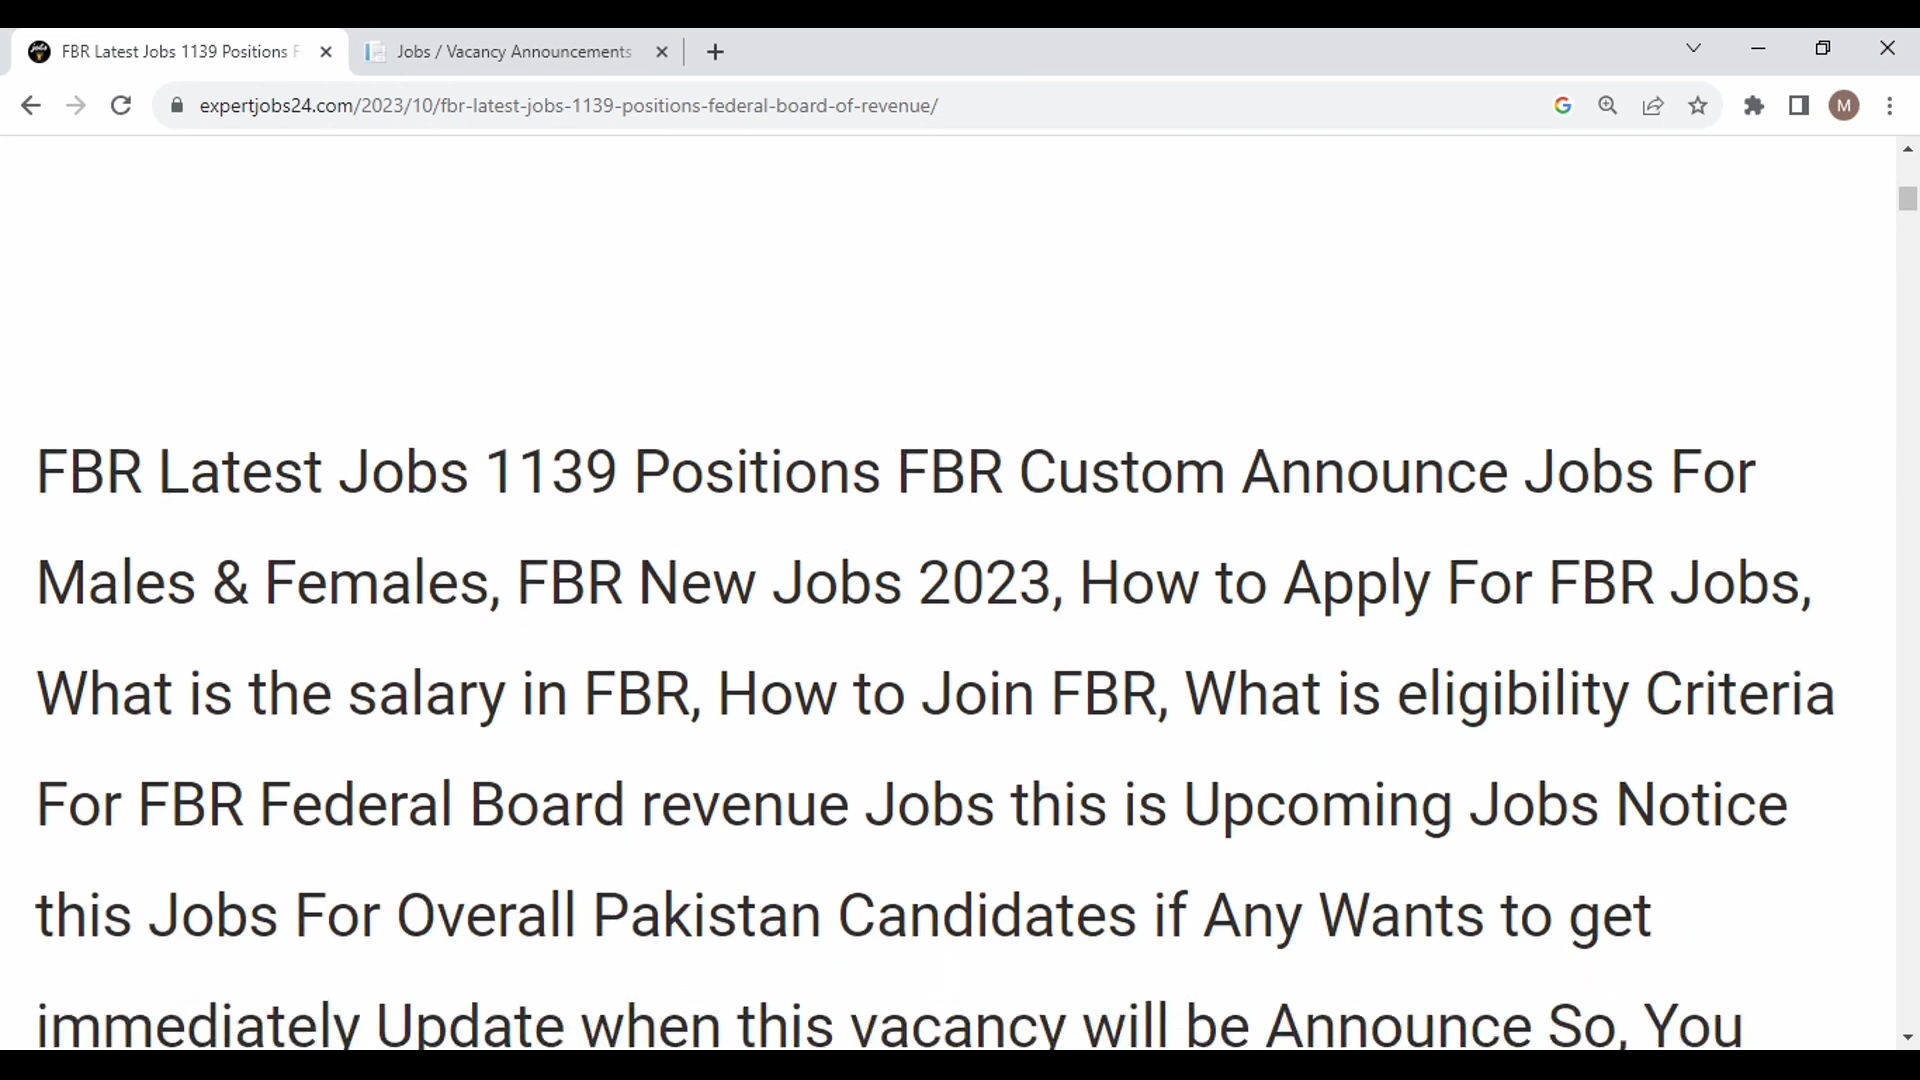 FBR Latest Jobs 1139 Positions F
Jobs / Vacancy Announcements
expertjobs24.com/2023/10/fbr-latest-jobs-1139-positions-federal-board-of-revenue/
M
FBR Latest Jobs 1139 Positions FBR Custom Announce Jobs For
Males & Females, FBR New Jobs 2023, How to Apply For FBR Jobs,
What is the salary in FBR, How to Join FBR, What is eligibility Criteria
For FBR Federal Board revenue Jobs this is Upcoming Jobs Notice
this Jobs For Overall Pakistan Candidates if Any Wants to get
immediately Update when this vacancy will be Announce So, You